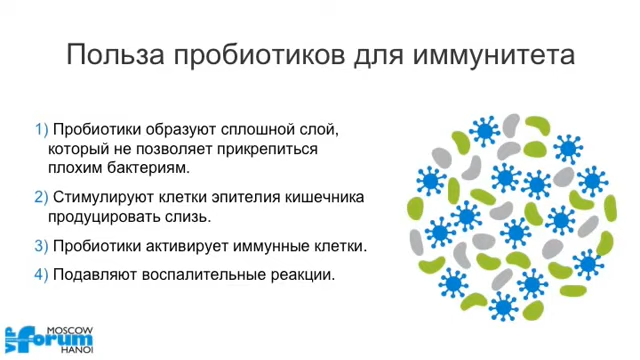 Польза пробиотиков для иммунитета
1) Пробиотики образуют сплошной слой,
который не позволяет прикрепиться
плохим бактериям.
2) Стимулируют клетки эпителия кишечника
продуцировать слизь.
3) Пробиотики активирует иммунные клетки.
4) Подавляют воспалительные реакции.
VIP
forum
MOSCOW
HANOI